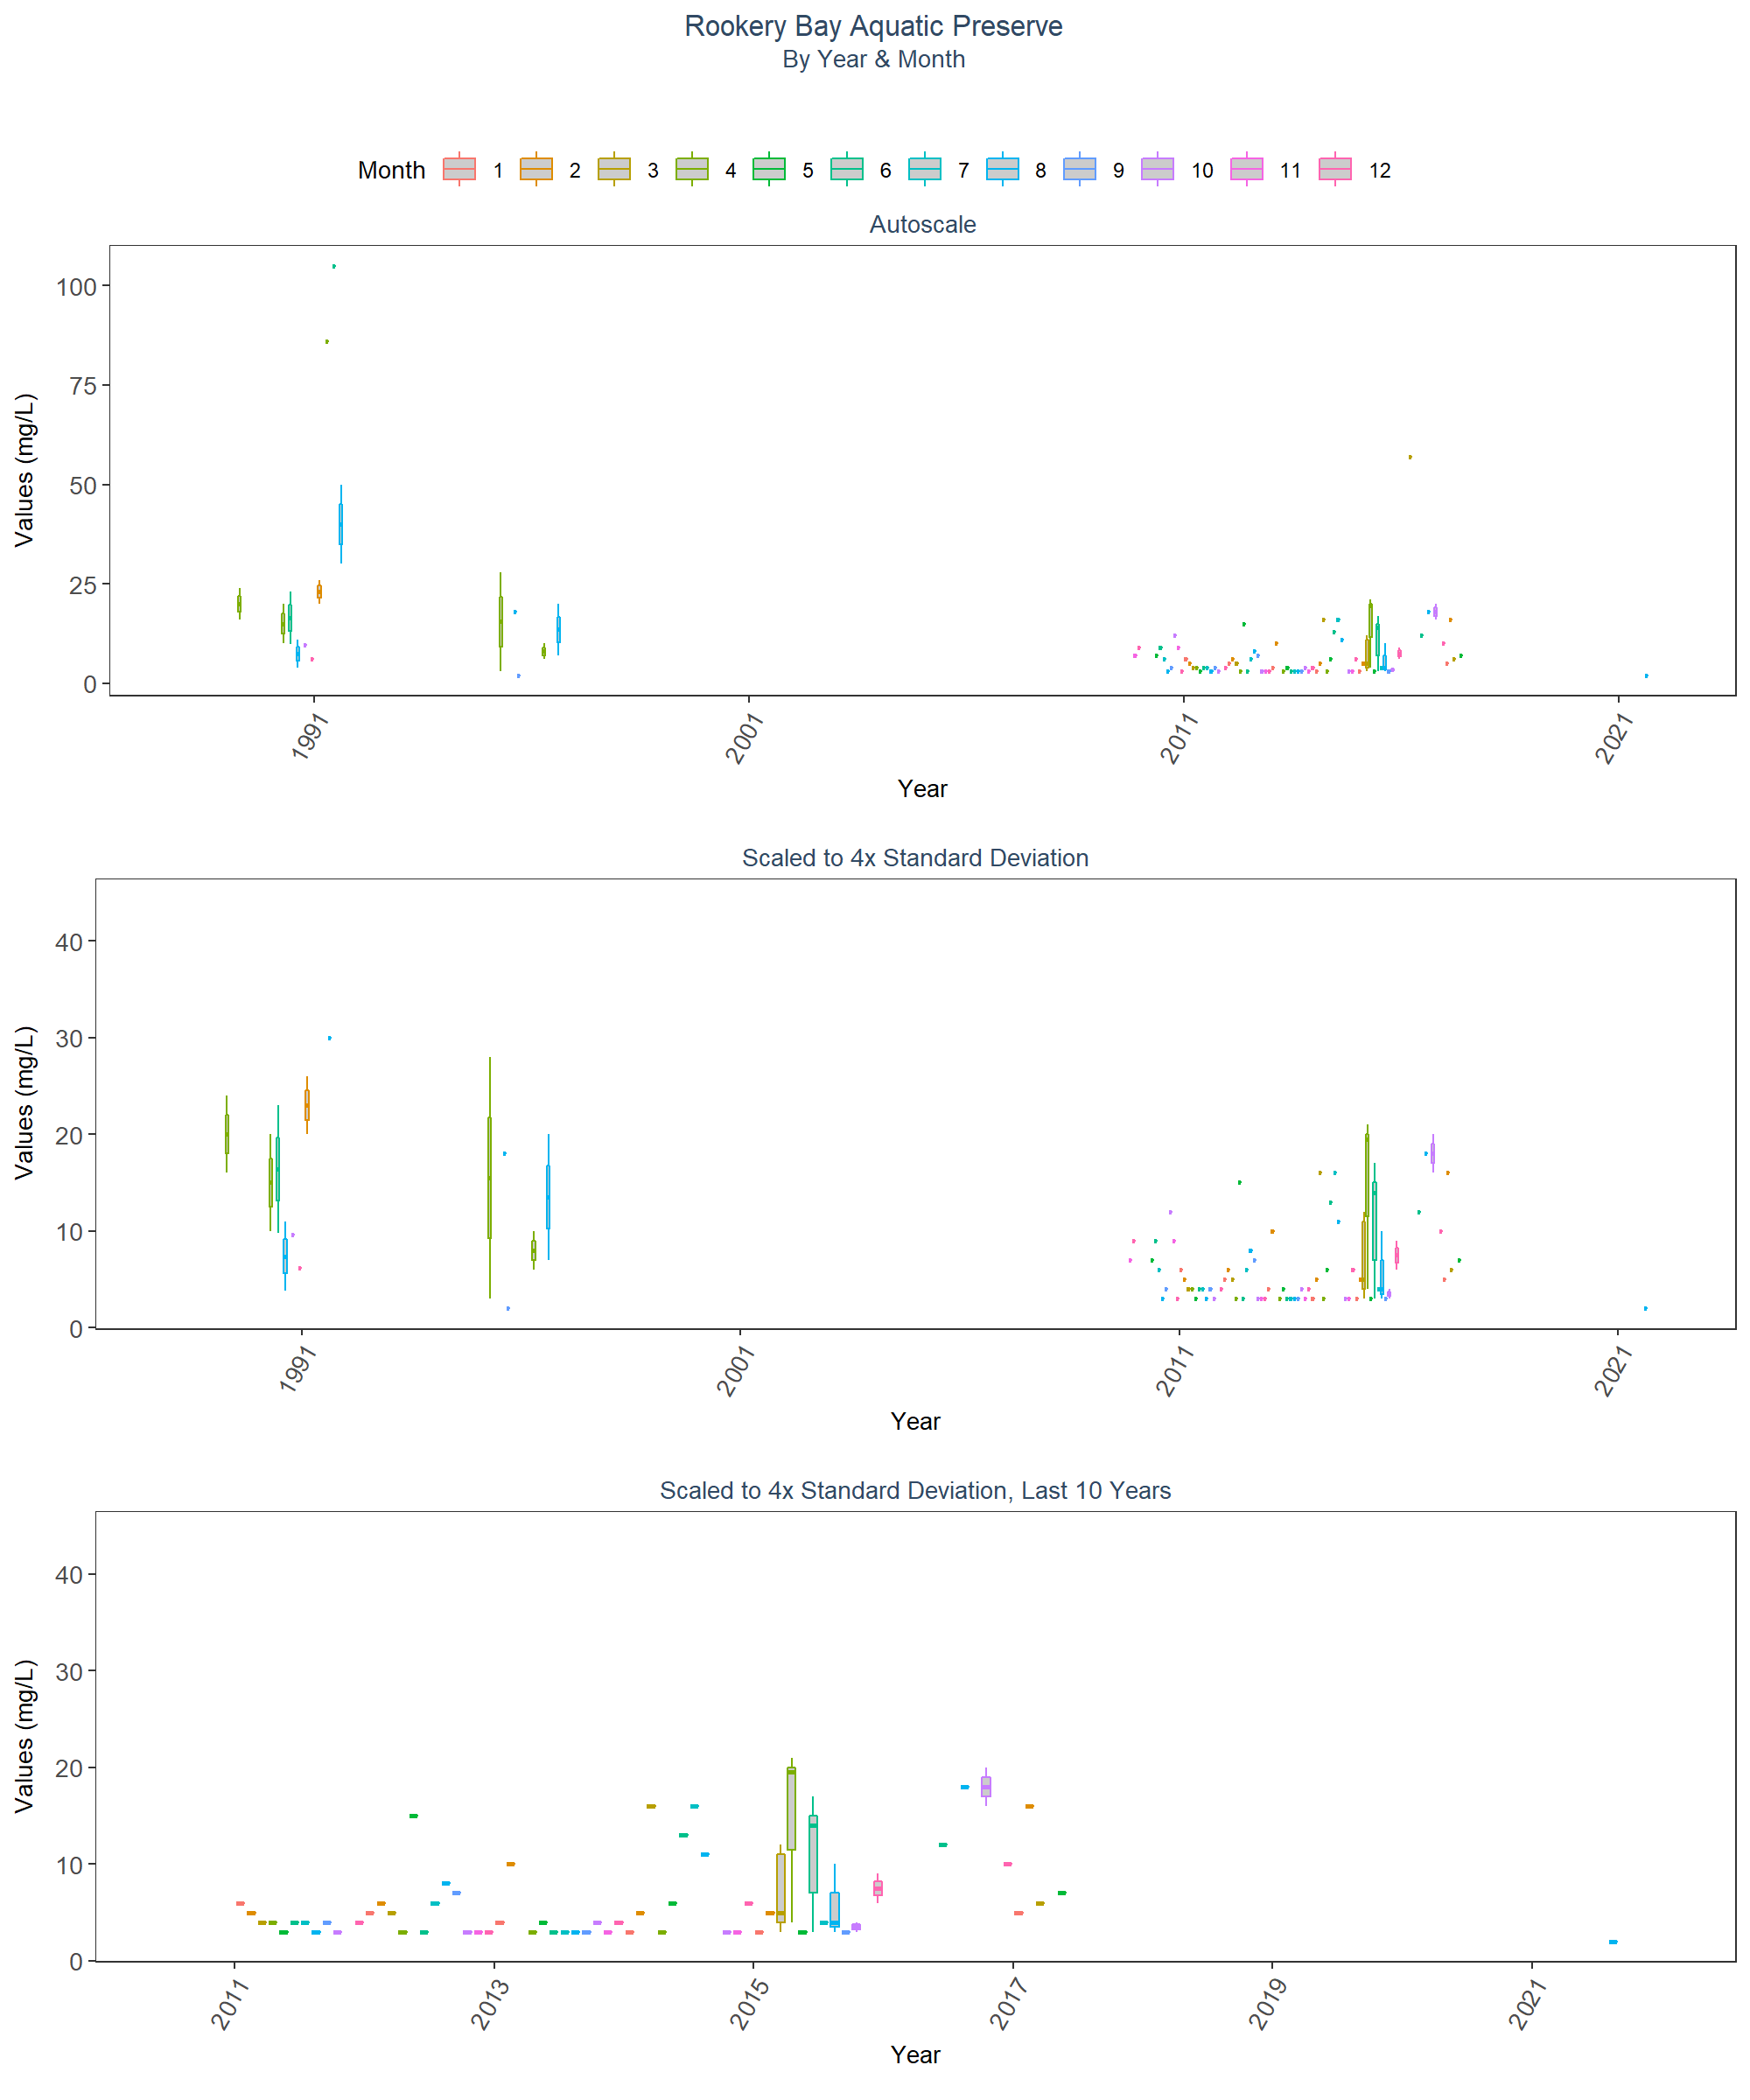 Rookery Bay Aquatic Preserve
By Year & Month
Month 1 2 3 4 5 6 7 8 9 10 11 12
Autoscale
Values (mg/L)
100
75
50
25
0
1991 2001 2011 2021
Year
Scaled to 4x Standard Deviation
Values (mg/L)
40
30
20
10
0
1991 2001 2011 2021
Year
Scaled to 4x Standard Deviation, Last 10 Years
Values (mg/L)
40
30
20
10
0
2011 2013 2015 2017 2019 2021
Year